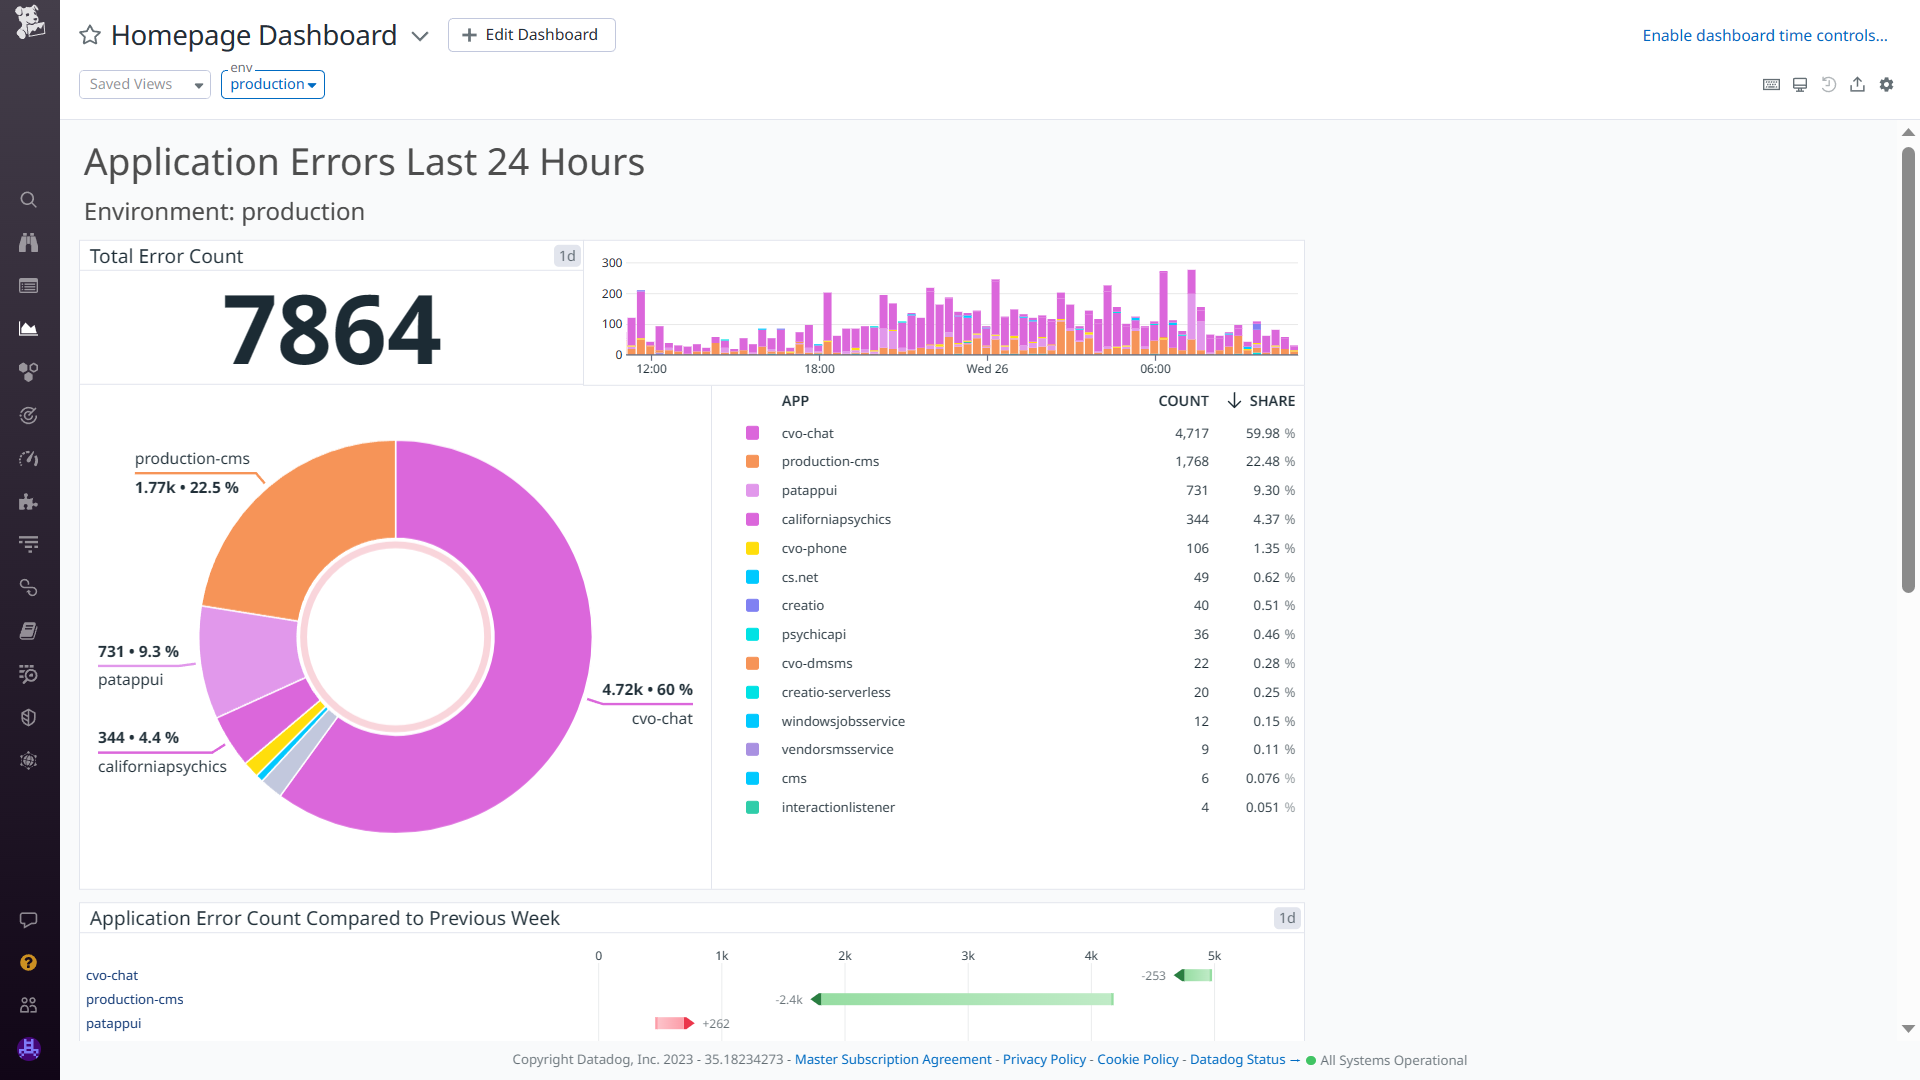 Homepage Dashboard
Edit Dashboard
Enable dashboard time controls...
Saved Views
env
production
Application Errors Last 24 Hours
Environment: production
Total Error Count
1d
7864
300
200
100
0
12:00
18:00
Wed 26
06:00
production-cms
1.77k • 22.5 %
731 • 9.3 %
patappui
344 • 4.4 %
californiapsychics
4.72k • 60 %
cvo-chat
APP COUNT SHARE
cvo-chat 4,717 59.98 %
production-cms 1,768 22.48 %
patappui 731 9.30 %
californiapsychics 344 4.37 %
cvo-phone 106 1.35 %
cs.net 49 0.62 %
creatio 40 0.51 %
psychicapi 36 0.46 %
cvo-dmsms 22 0.28 %
creatio-serverless 20 0.25 %
windowsjobsservice 12 0.15 %
vendorsmsservice 9 0.11 %
cms 6 0.076 %
interactionlistener 4 0.051 %
Application Error Count Compared to Previous Week
1d
0 1k 2k 3k 4k 5k
cvo-chat -253
production-cms -2.4k
patappui +262
Copyright Datadog, Inc. 2023 - 35.18234273 - Master Subscription Agreement - Privacy Policy - Cookie Policy - Datadog Status → All Systems Operational